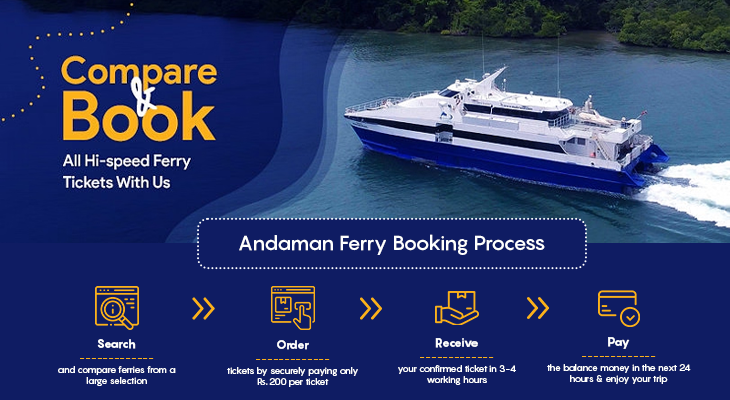 Compare
&
Book
All Hi-speed Ferry
Tickets With Us
Andaman Ferry Booking Process
Search
and compare ferries from a
large selection
Order
tickets by securely paying only
Rs. 200 per ticket
Receive
your confirmed ticket in 3-4
working hours
Pay
the balance money in the next 24
hours & enjoy your trip